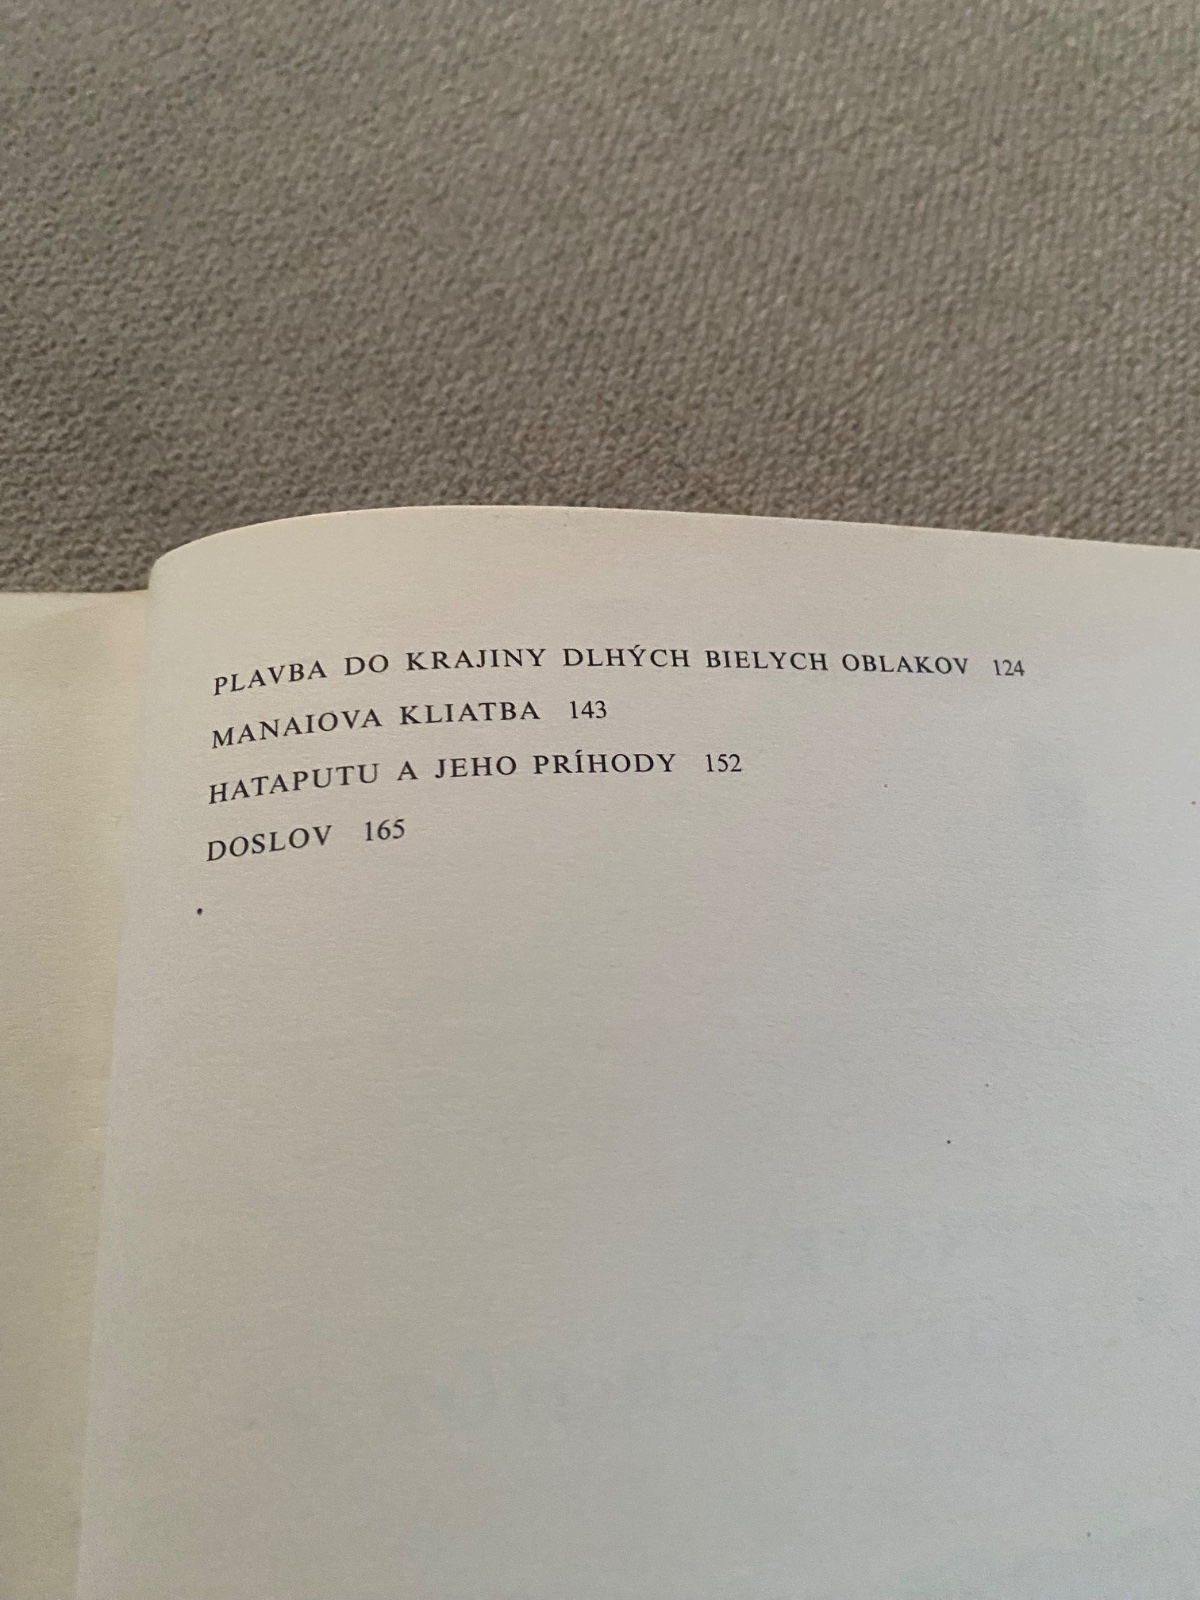 PLAVBA DO KRAJINY DLHÝCH BIELYCH OBLAKOV 124
MANAIOVA KLIATBA 143
HATAPUTU A JEHO PRÍHODY 152
DOSLOV 165